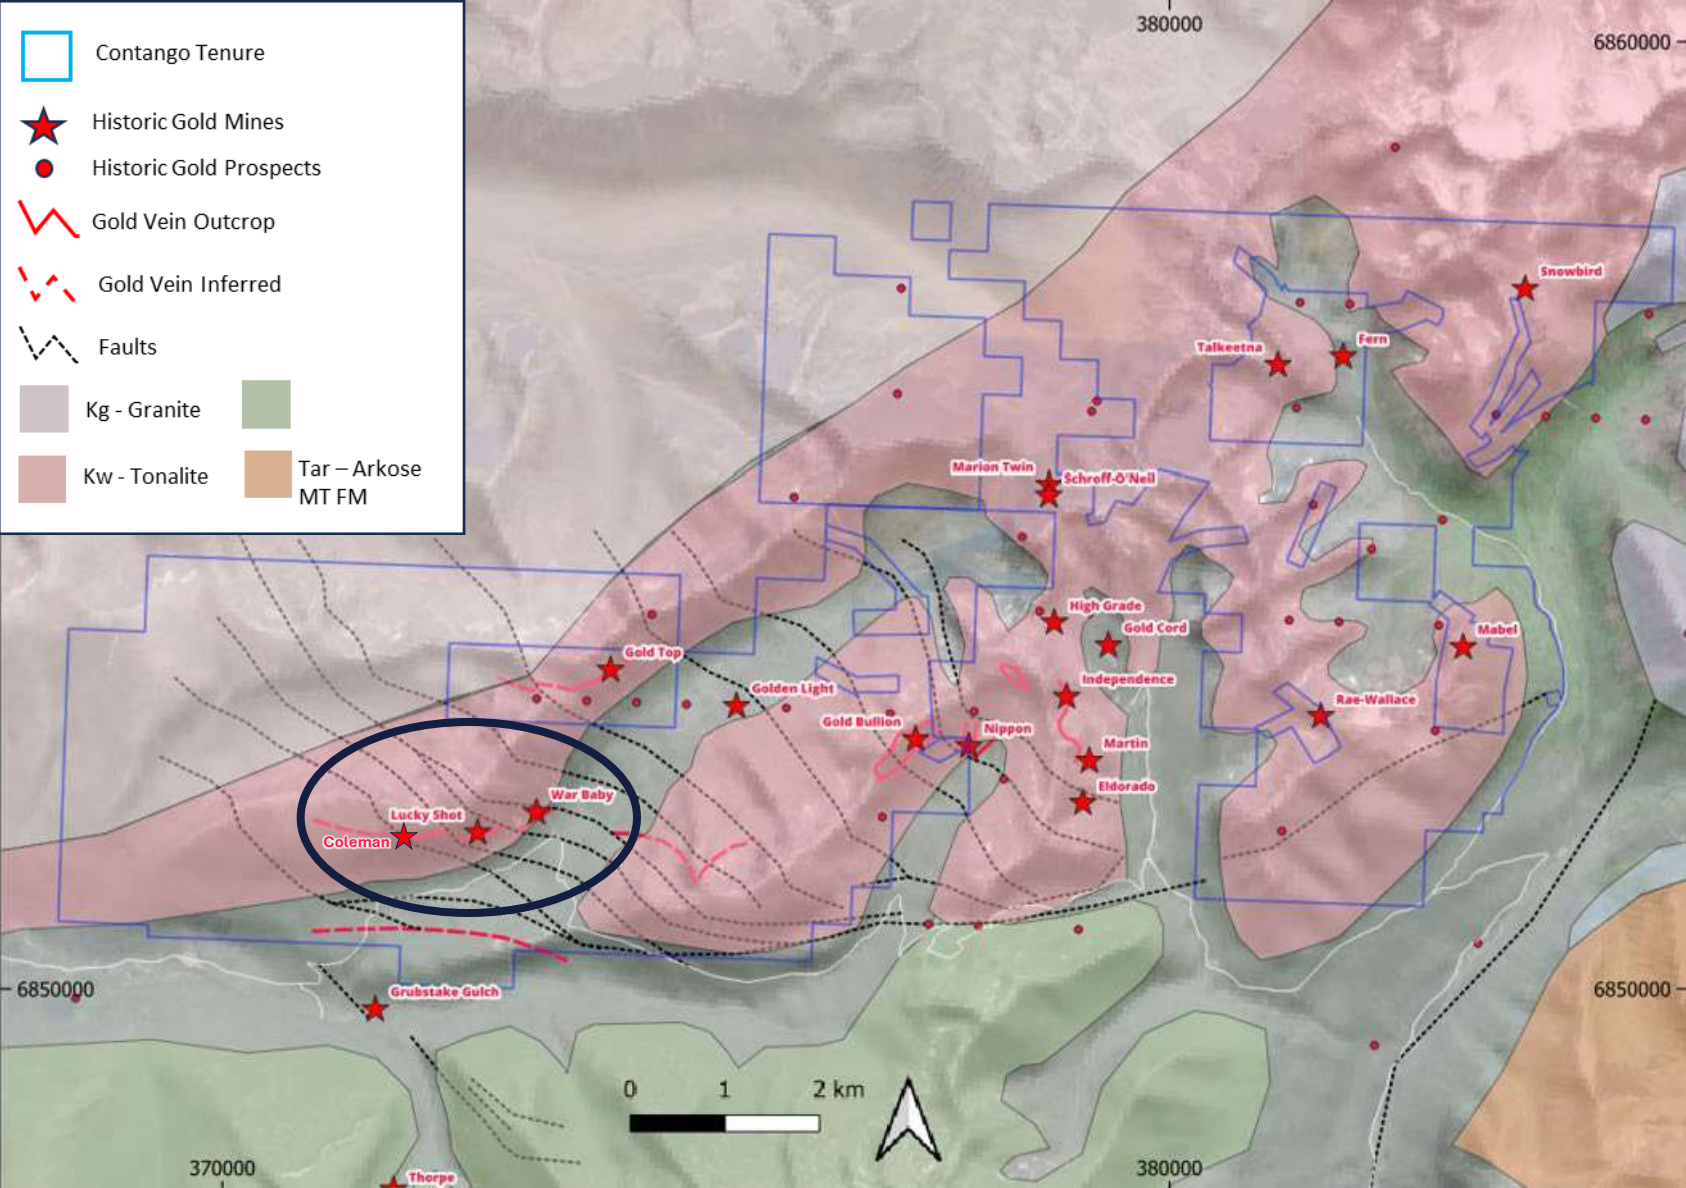 Contango Tenure
Historic Gold Mines
Historic Gold Prospects
Gold Vein Outcrop
Gold Vein Inferred
Faults
Kg - Granite
Kw - Tonalite
Tar – Arkose
MT FM
380000
6860000
Snowbird
Talkeetna
Fern
Marion Twin
Schroff-O'Neil
High Grade
Gold Cord
Mabel
Gold Top
Independence
Golden Light
Rae-Wallace
Gold Bullion
Nippon
Martin
Eldorado
War Baby
Lucky Shot
Coleman
6850000
Grubstake Gulch
6850000
0 1 2 km
370000
380000
Thorpe